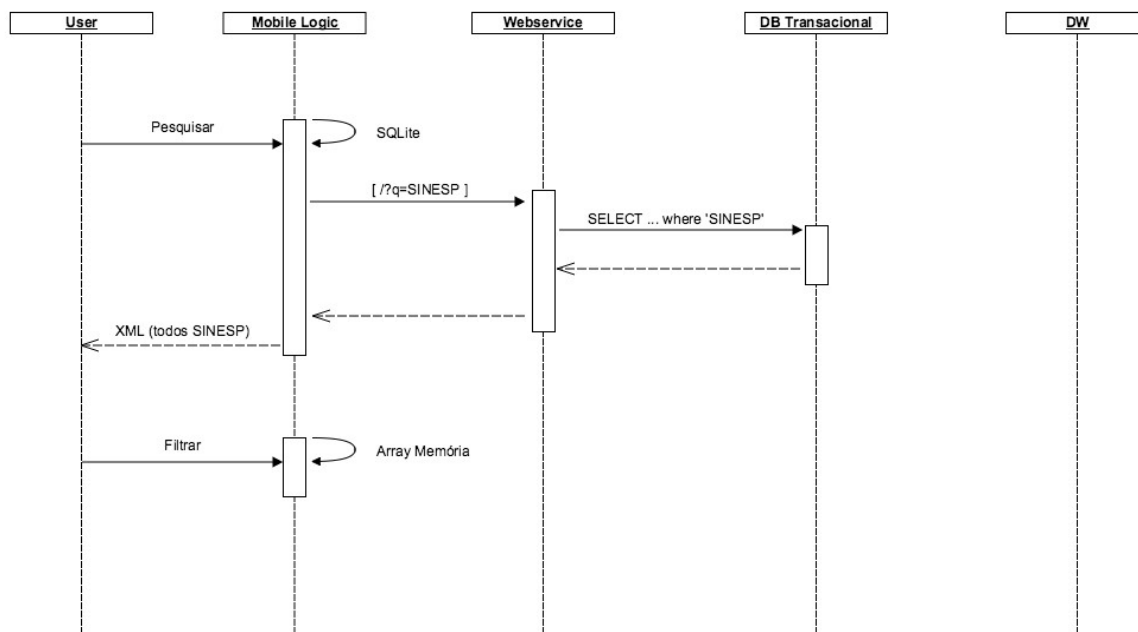 User
Mobile Logic
Webservice
DB Transacional
DW
Pesquisar
SQLite
[ /?q=SINESP ]
SELECT ... where 'SINESP'
XML (todos SINESP)
Filtrar
Array Memória